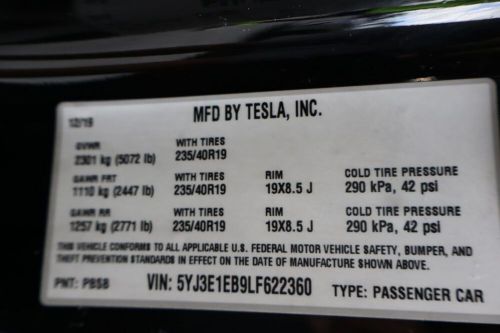 MFD BY TESLA, INC.
12/19
GVWR WITH TIRES
2301 kg (5072 lb) 235/40R19
GAWR FRT WITH TIRES RIM COLD TIRE PRESSURE
1110 kg (2447 lb) 235/40R19 19X8.5 J 290 kPa, 42 psi
GAWR RR WITH TIRES RIM COLD TIRE PRESSURE
1257 kg (2771 lb) 235/40R19 19X8.5 J 290 kPa, 42 psi
THIS VEHICLE CONFORMS TO ALL APPLICABLE U.S. FEDERAL MOTOR VEHICLE SAFETY, BUMPER, AND
THEFT PREVENTION STANDARDS IN EFFECT ON THE DATE OF MANUFACTURE SHOWN ABOVE.
PNT: PBSB VIN: 5YJ3E1EB9LF622360 TYPE: PASSENGER CAR